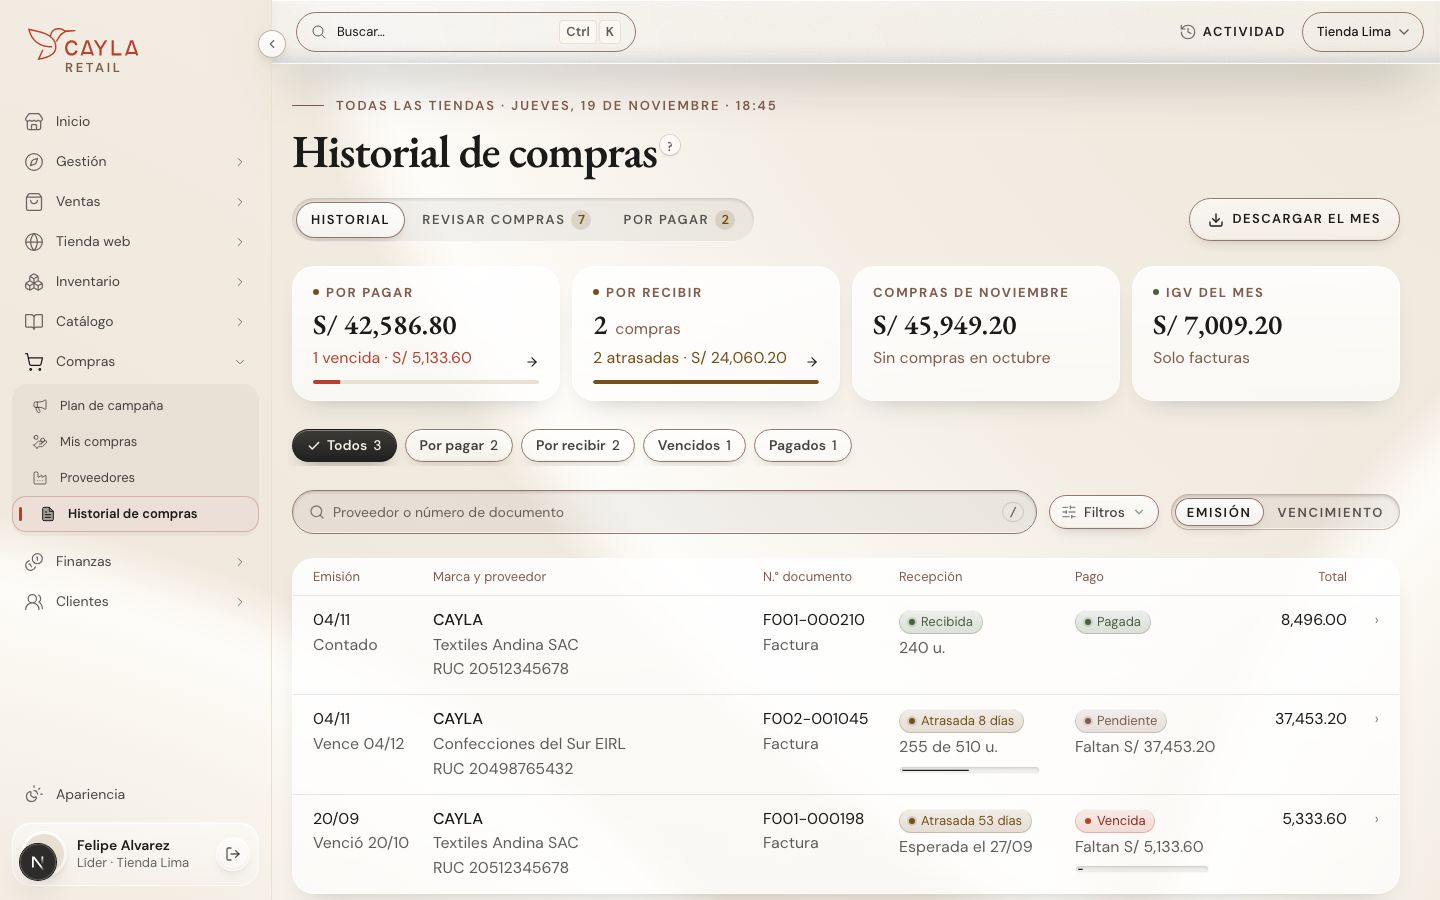 CAYLA
RETAIL
Buscar...
Ctrl K
ACTIVIDAD
Tienda Lima
Inicio
Gestión
Ventas
Tienda web
Inventario
Catálogo
Compras
Plan de campaña
Mis compras
Proveedores
Historial de compras
Finanzas
Clientes
Apariencia
N
Felipe Alvarez
Líder · Tienda Lima
TODAS LAS TIENDAS · JUEVES, 19 DE NOVIEMBRE · 18:45
Historial de compras ?
HISTORIAL REVISAR COMPRAS 7 POR PAGAR 2
DESCARGAR EL MES
POR PAGAR
S/ 42,586.80
1 vencida · S/ 5,133.60
POR RECIBIR
2 compras
2 atrasadas · S/ 24,060.20
COMPRAS DE NOVIEMBRE
S/ 45,949.20
Sin compras en octubre
IGV DEL MES
S/ 7,009.20
Solo facturas
Todos 3 Por pagar 2 Por recibir 2 Vencidos 1 Pagados 1
Proveedor o número de documento /
Filtros
EMISIÓN VENCIMIENTO
Emisión Marca y proveedor N.° documento Recepción Pago Total
04/11 CAYLA F001-000210 Recibida Pagada 8,496.00
Contado Textiles Andina SAC Factura 240 u.
RUC 20512345678
04/11 CAYLA F002-001045 Atrasada 8 días Pendiente 37,453.20
Vence 04/12 Confecciones del Sur EIRL Factura 255 de 510 u. Faltan S/ 37,453.20
RUC 20498765432
20/09 CAYLA F001-000198 Atrasada 53 días Vencida 5,333.60
Venció 20/10 Textiles Andina SAC Factura Esperada el 27/09 Faltan S/ 5,133.60
RUC 20512345678